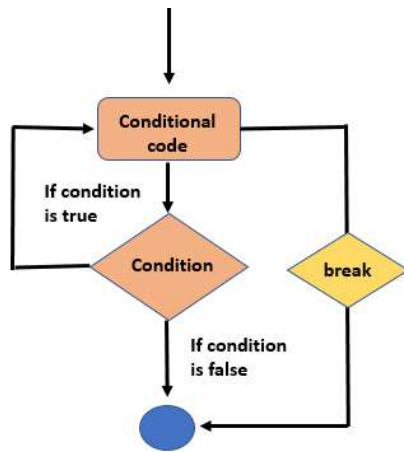 Conditional
code
If condition
is true
Condition
break
If condition
is false